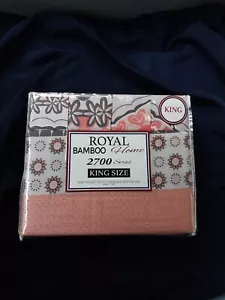 KING
ROYAL
BAMBOO Home
2700 Series
KING SIZE